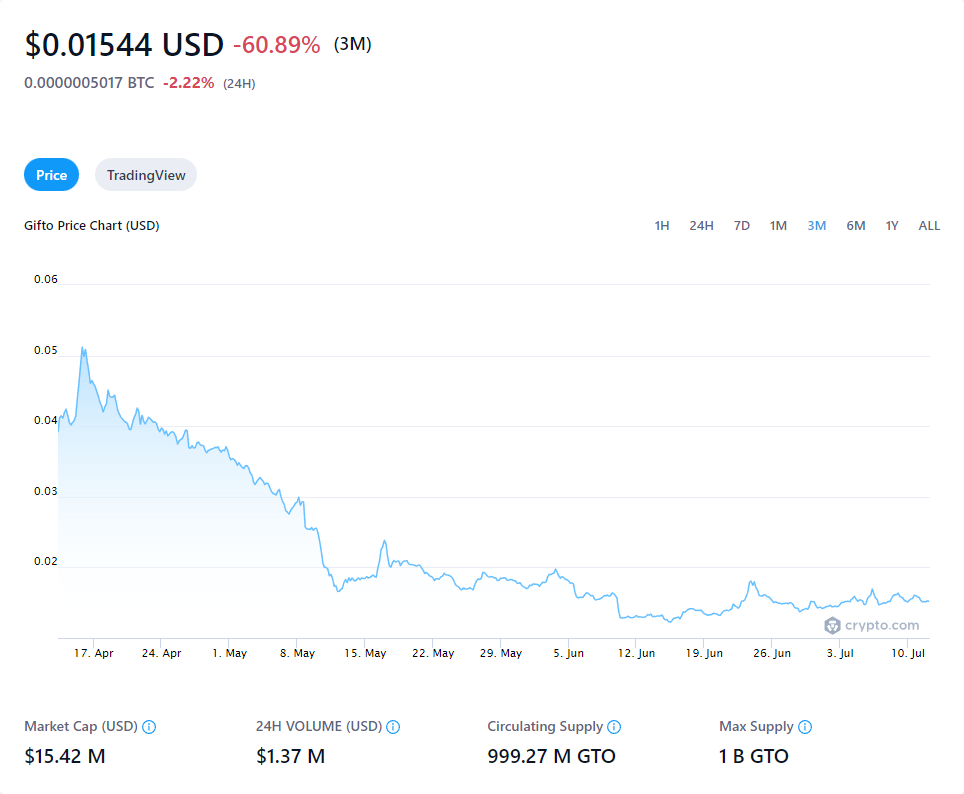 $0.01544 USD -60.89% (3M)
0.0000005017 BTC -2.22% (24H)
Price TradingView
Gifto Price Chart (USD) 1H 24H 7D 1M 3M 6M 1Y ALL
0.06
0.05
0.04
0.03
0.02
crypto.com
17. Apr 24. Apr 1. May 8. May 15. May 22. May 29. May 5. Jun 12. Jun 19. Jun 26. Jun 3. Jul 10. Jul
Market Cap (USD) 24H VOLUME (USD) Circulating Supply Max Supply
$15.42 M $1.37 M 999.27 M GTO 1 B GTO